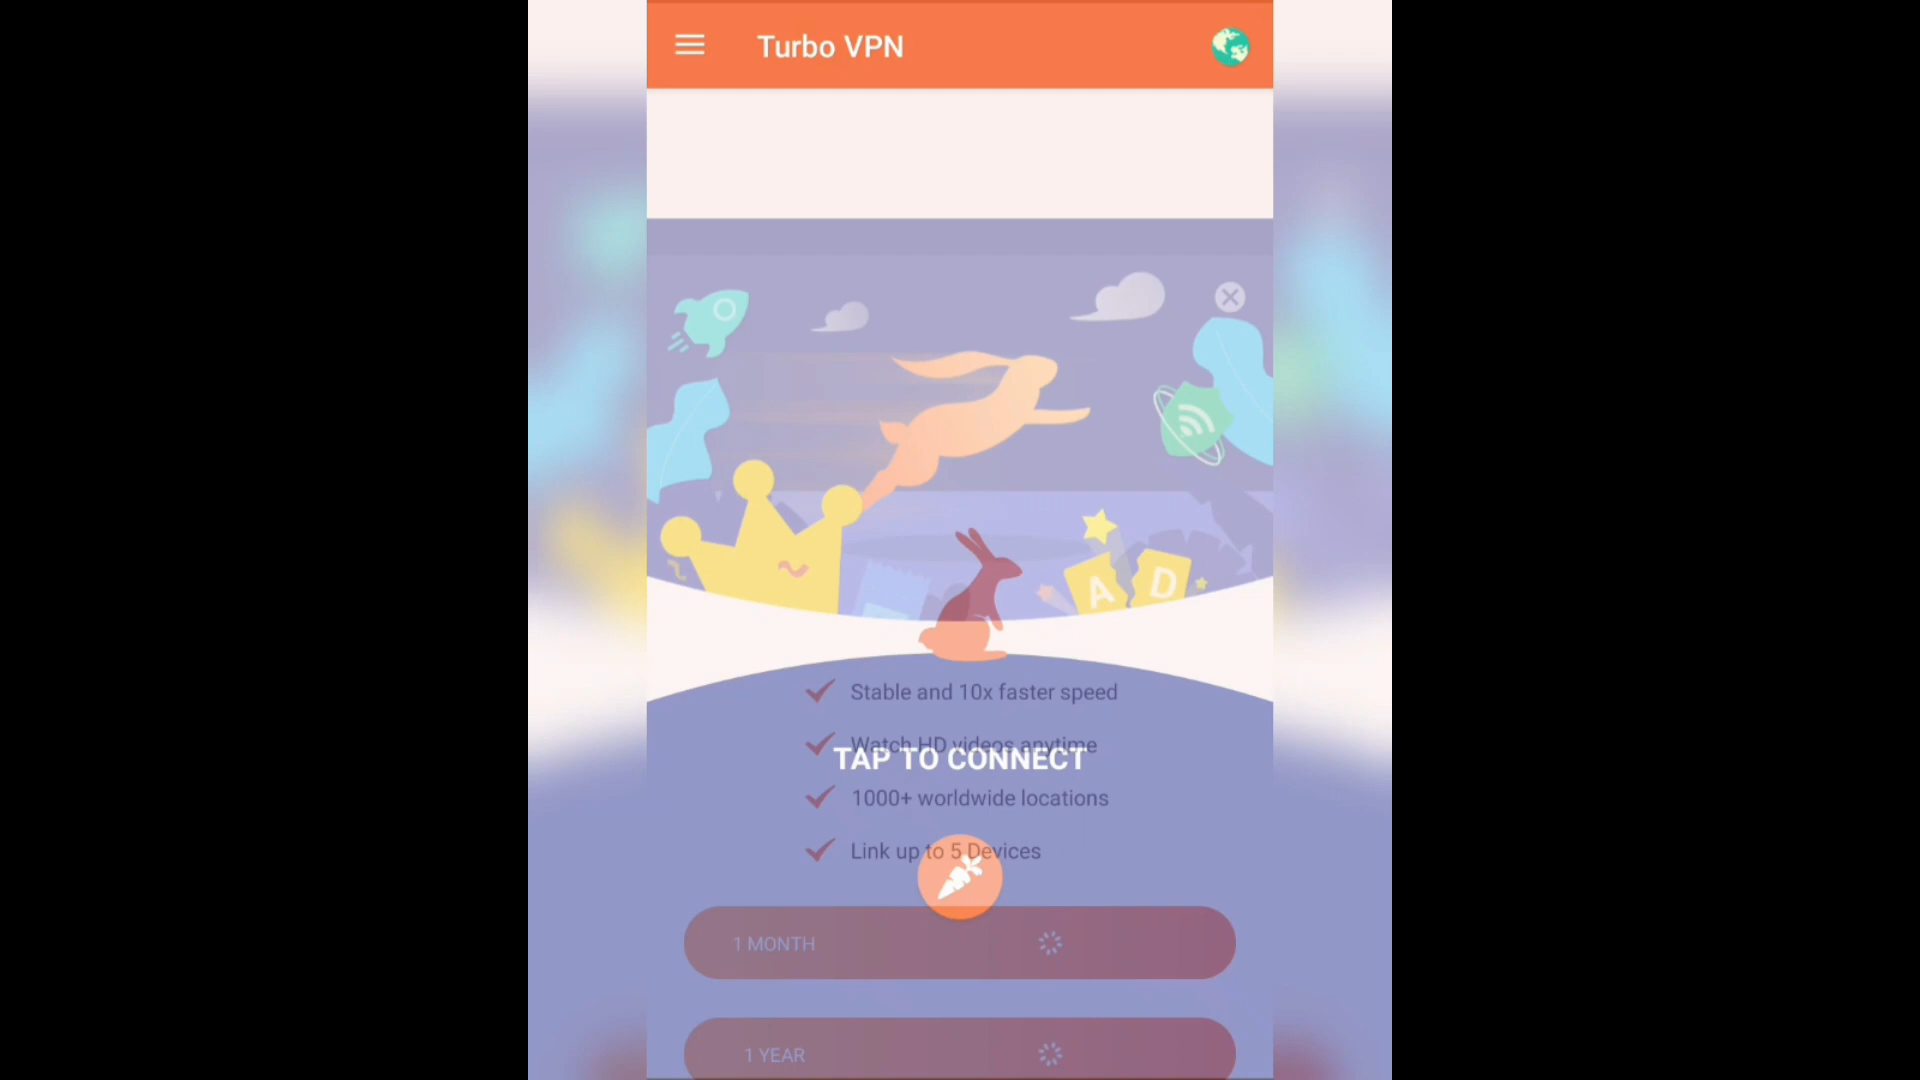 Turbo VPN
A D
Stable and 10x faster speed
Watch HD videos anytime
TAP TO CONNECT
1000+ worldwide locations
Link up to 5 Devices
1 MONTH
1 YEAR